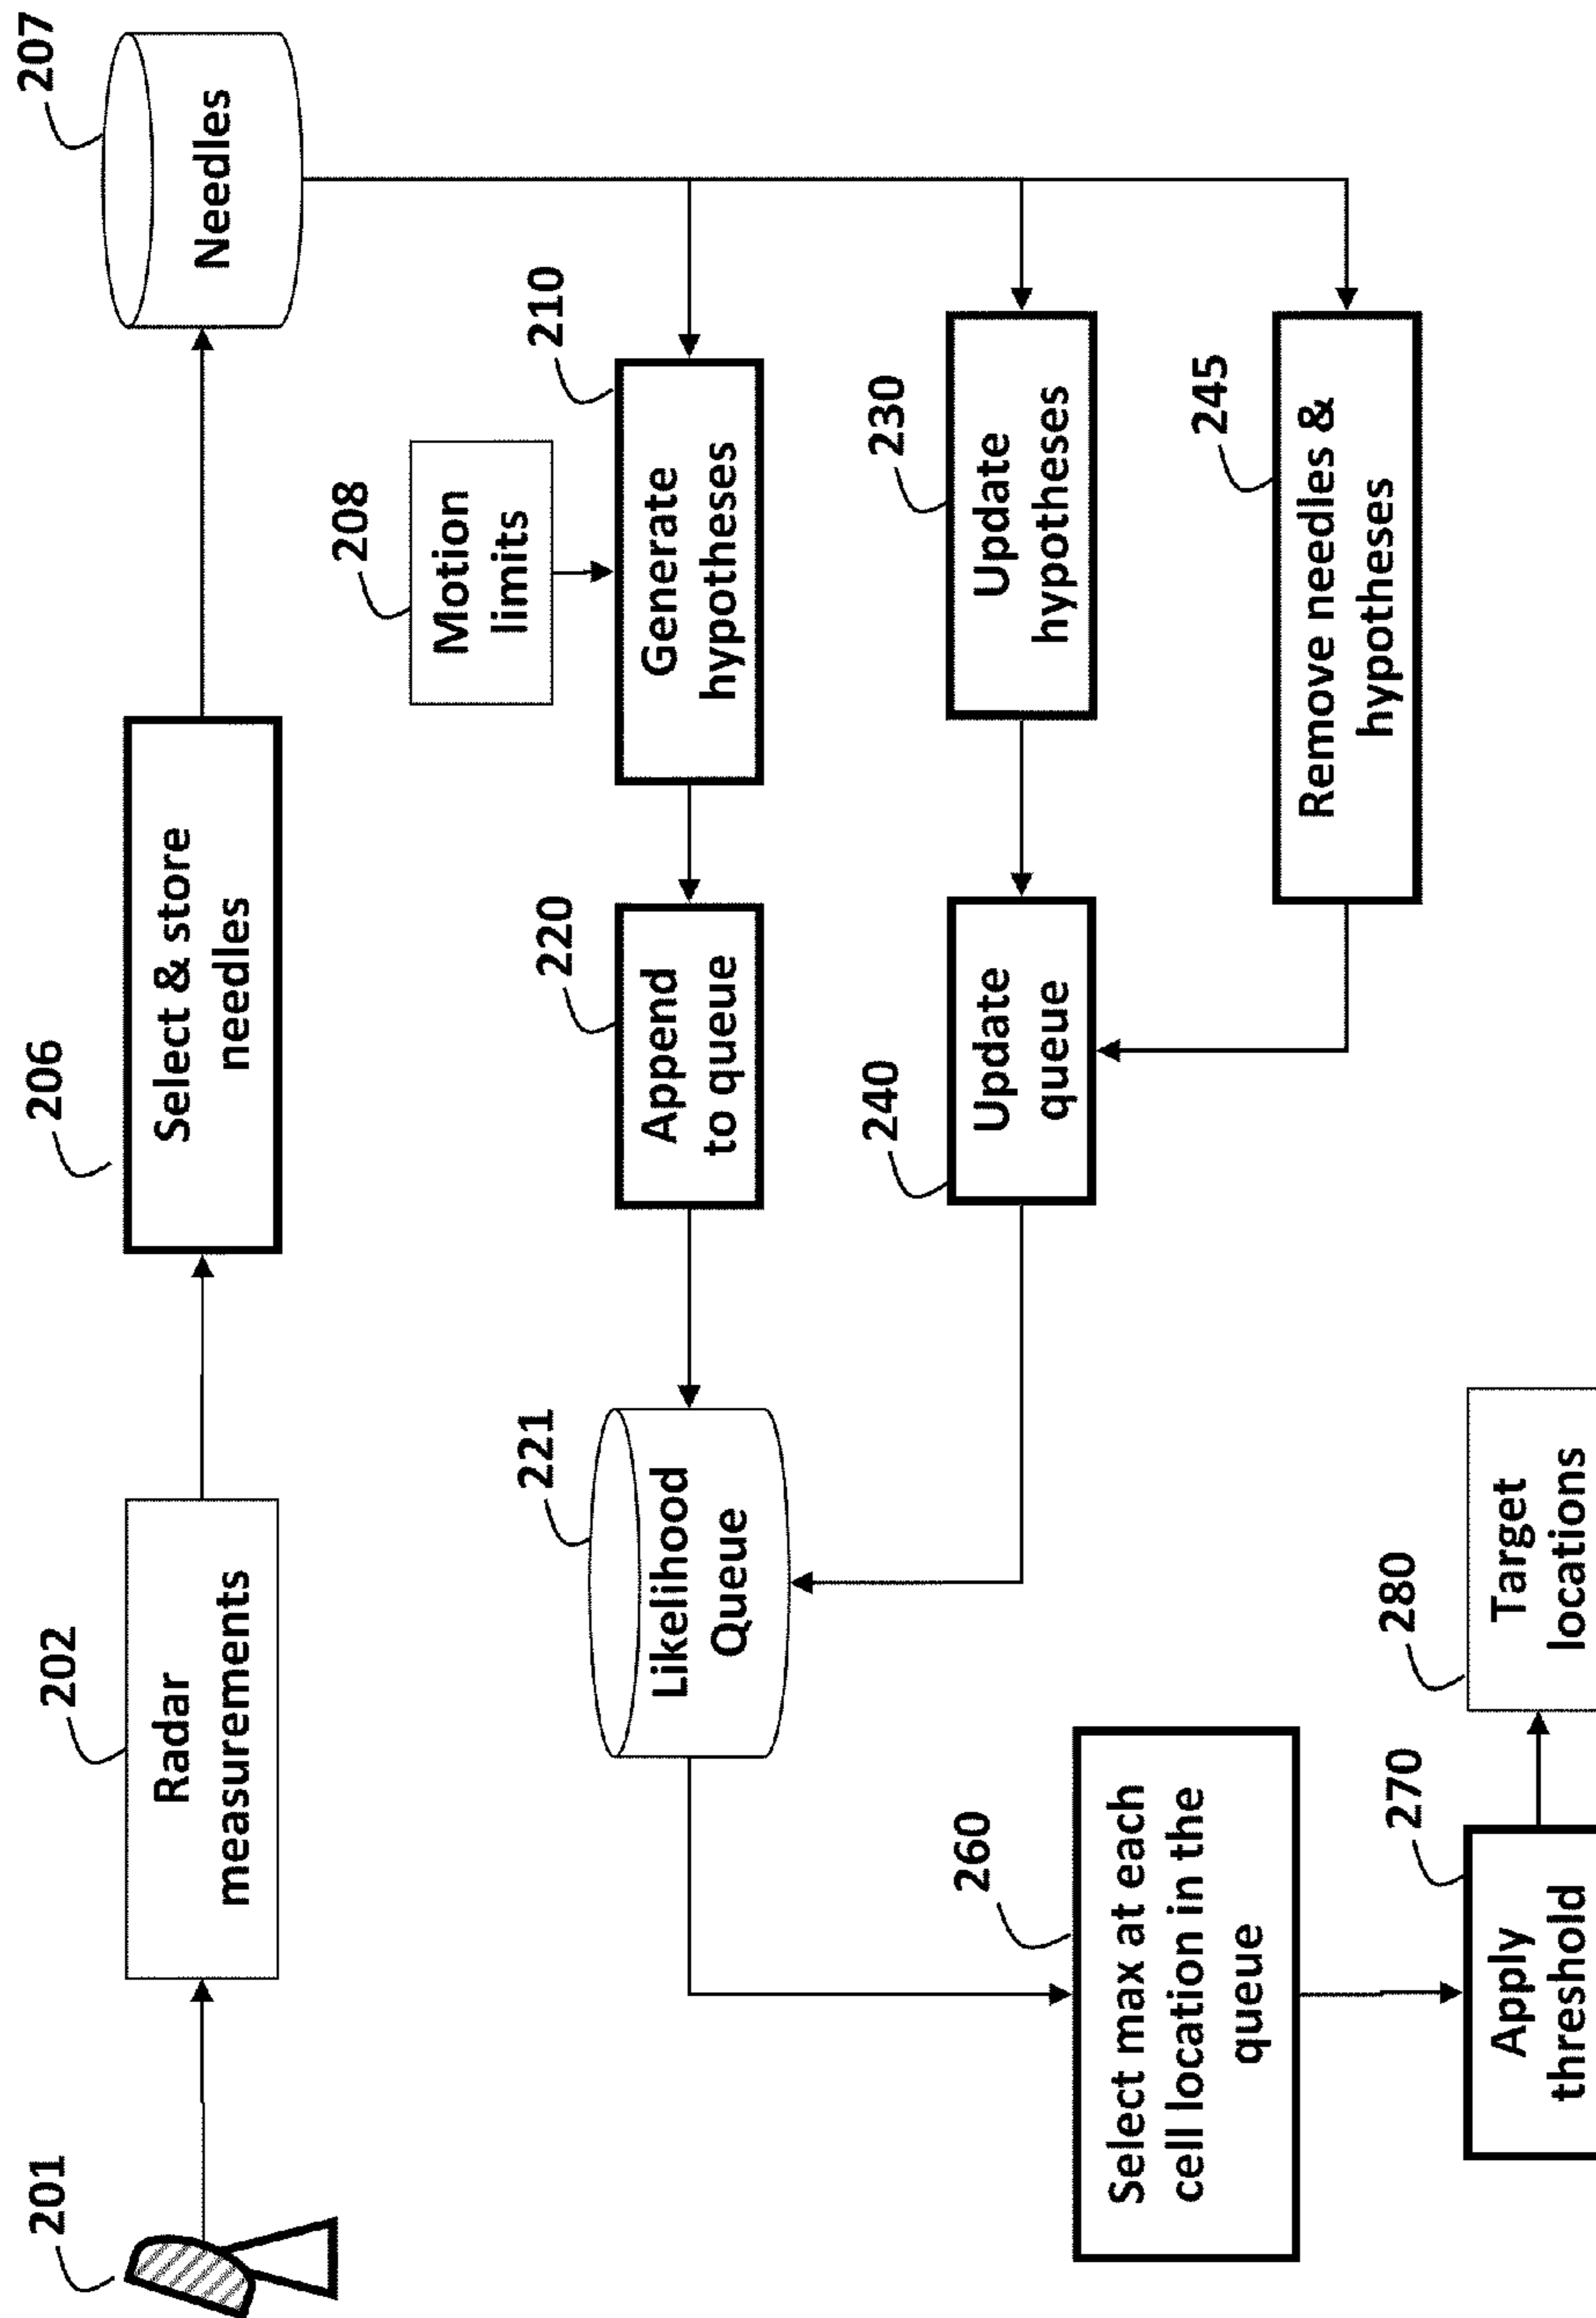 201
202
Radar
measurements
206
Select & store
needles
207
Needles
208
Motion
limits
221
Likelihood
Queue
220
Append
to queue
210
Generate
hypotheses
240
Update
queue
230
Update
hypotheses
245
Remove needles &
hypotheses
260
Select max at each
cell location in the
queue
270
Apply
threshold
280
Target
locations